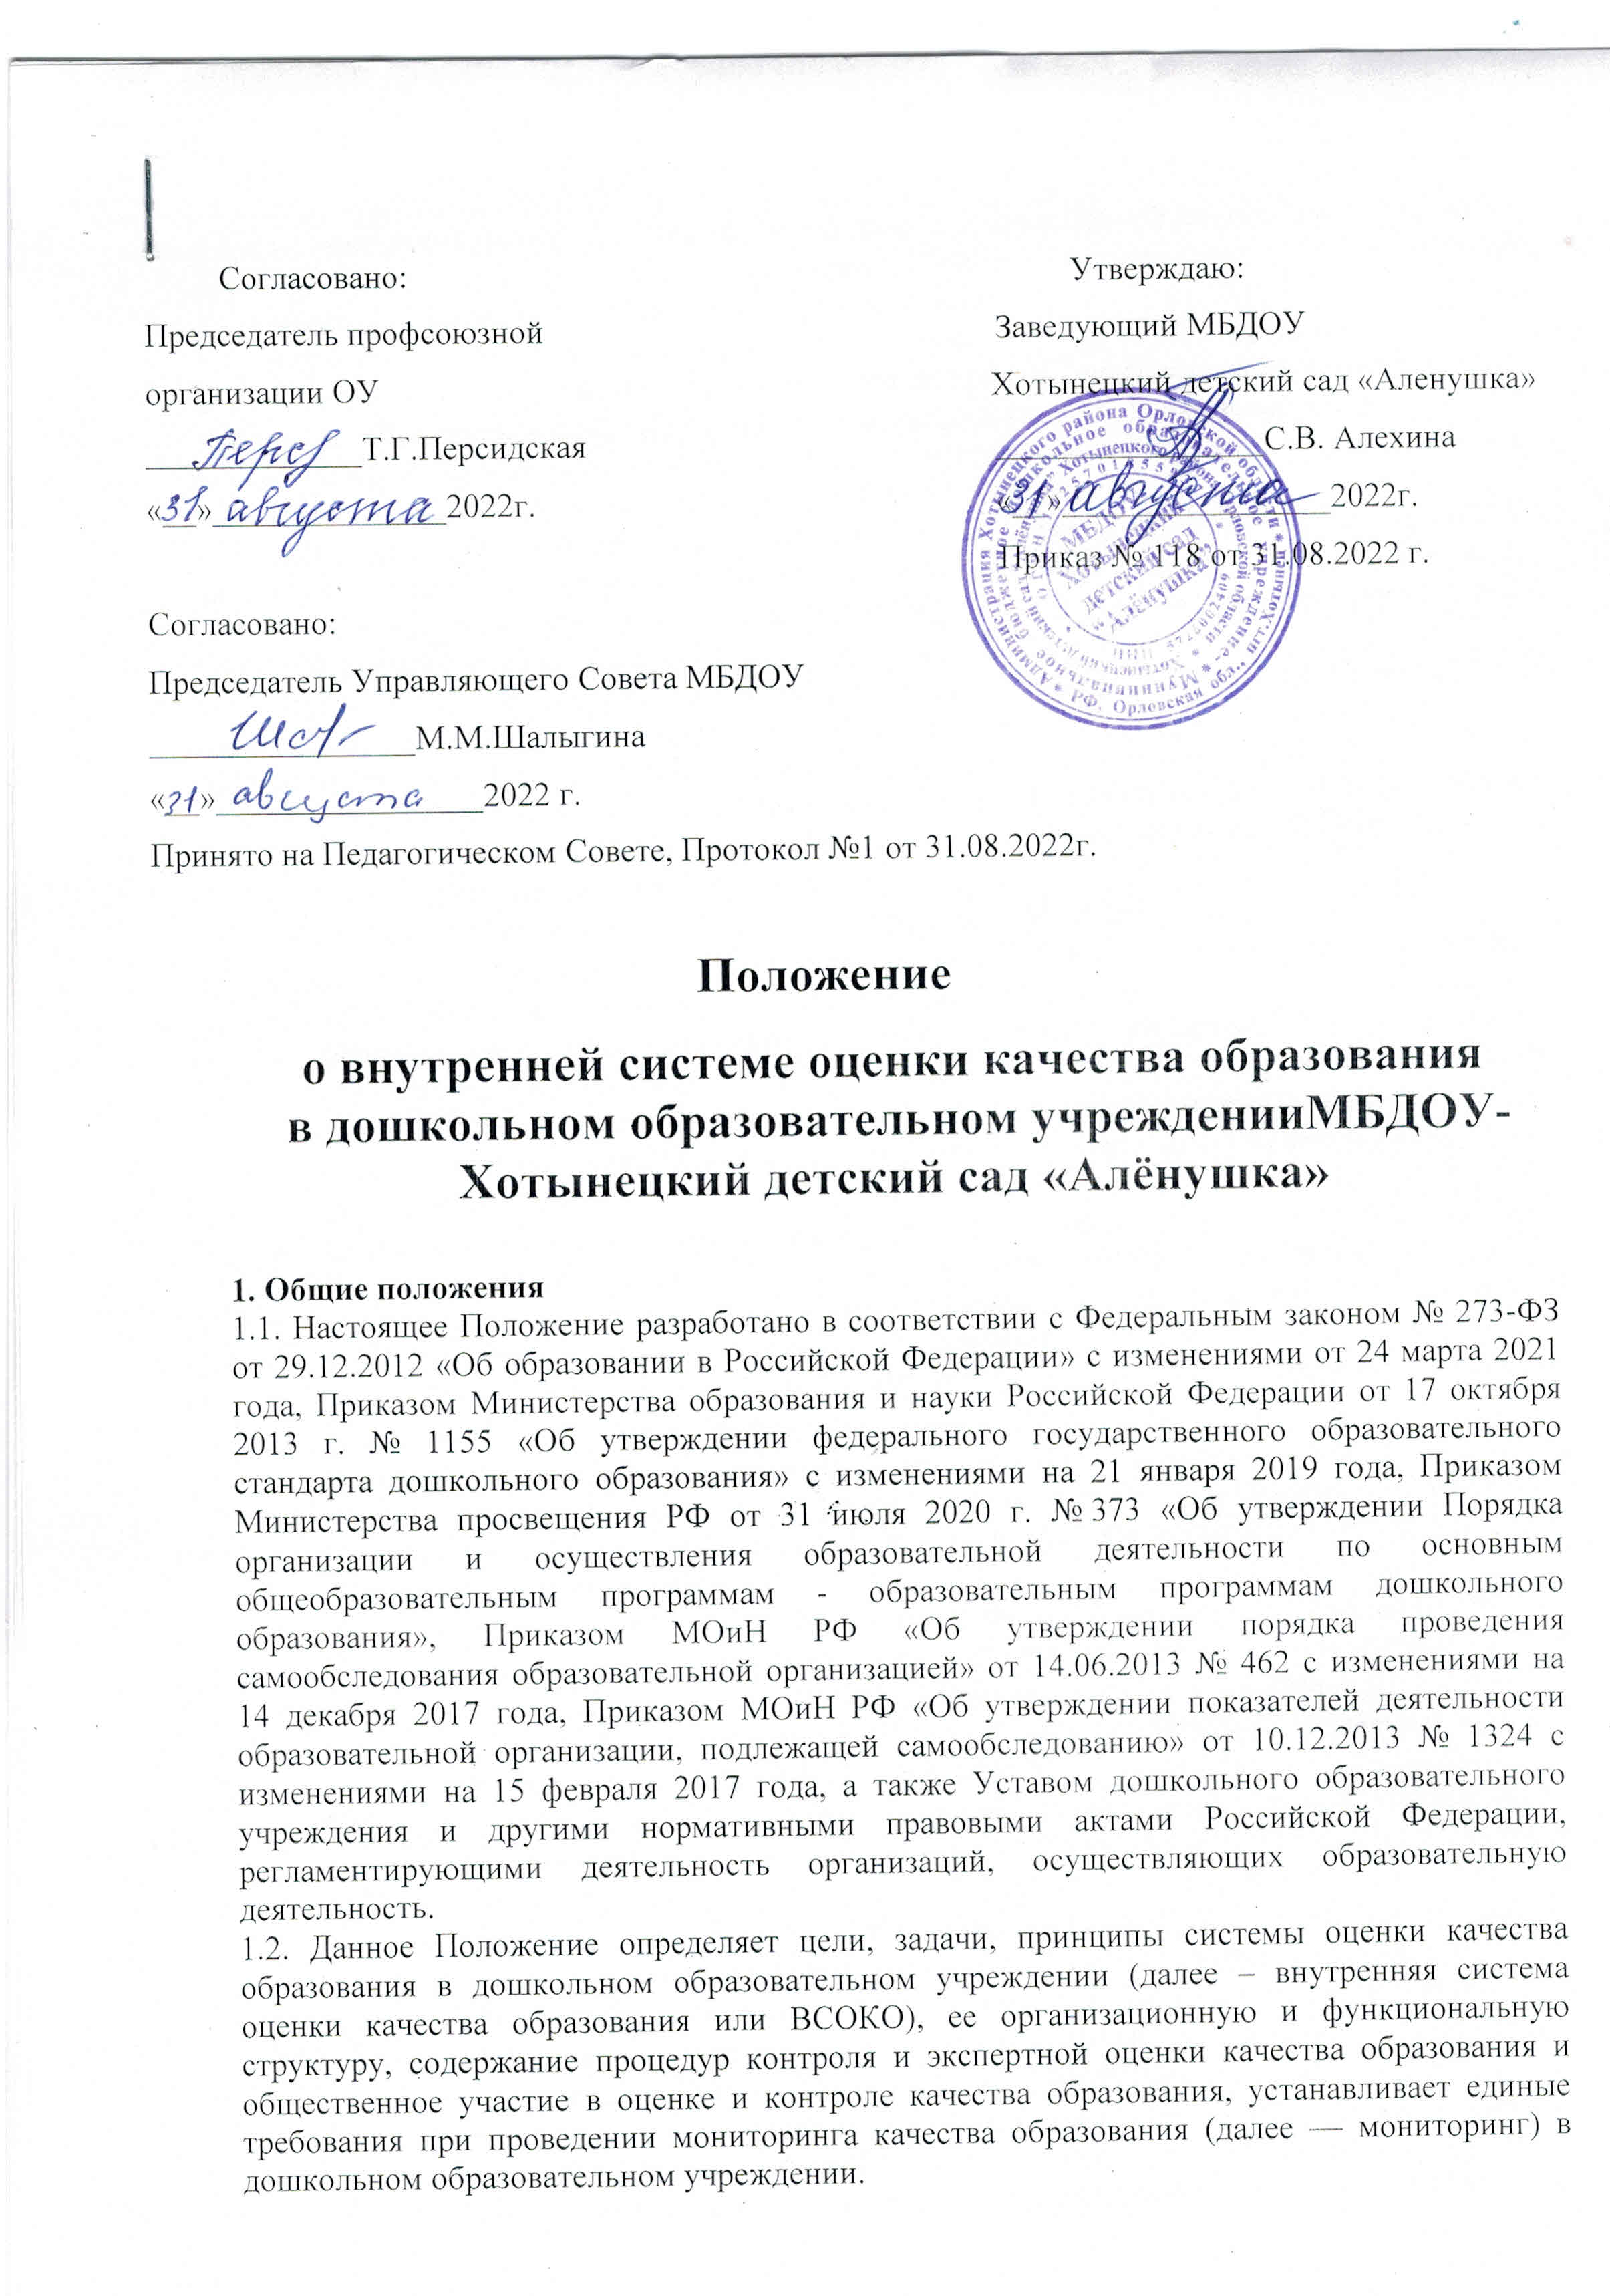 Согласовано:
Председатель профсоюзной
организации ОУ
Т.Г.Персидская
«31» августа 2022г.
Утверждаю:
Заведующий МБДОУ
Хотынецкий детский сад «Аленушка»
С.В. Алехина
«31» августа 2022г.
Приказ № 118 от 31.08.2022 г.
МБДОУ
Хотынецкий
детский сад
«Алёнушка»
Согласовано:
Председатель Управляющего Совета МБДОУ
М.М.Шалыгина
«31» августа 2022 г.
Принято на Педагогическом Совете, Протокол №1 от 31.08.2022г.
Положение
о внутренней системе оценки качества образования
в дошкольном образовательном учрежденииМБДОУ-
Хотынецкий детский сад «Алёнушка»
1. Общие положения
1.1. Настоящее Положение разработано в соответствии с Федеральным законом № 273-ФЗ
от 29.12.2012 «Об образовании в Российской Федерации» с изменениями от 24 марта 2021
года, Приказом Министерства образования и науки Российской Федерации от 17 октября
2013 г. № 1155 «Об утверждении федерального государственного образовательного
стандарта дошкольного образования» с изменениями на 21 января 2019 года, Приказом
Министерства просвещения РФ от 31 июля 2020 г. № 373 «Об утверждении Порядка
организации и осуществления образовательной деятельности по основным
общеобразовательным программам - образовательным программам дошкольного
образования», Приказом МОиН РФ «Об утверждении порядка проведения
самообследования образовательной организацией» от 14.06.2013 № 462 с изменениями на
14 декабря 2017 года, Приказом МОиН РФ «Об утверждении показателей деятельности
образовательной организации, подлежащей самообследованию» от 10.12.2013 № 1324 с
изменениями на 15 февраля 2017 года, а также Уставом дошкольного образовательного
учреждения и другими нормативными правовыми актами Российской Федерации,
регламентирующими деятельность организаций, осуществляющих образовательную
деятельность.
1.2. Данное Положение определяет цели, задачи, принципы системы оценки качества
образования в дошкольном образовательном учреждении (далее – внутренняя система
оценки качества образования или ВСОКО), ее организационную и функциональную
структуру, содержание процедур контроля и экспертной оценки качества образования и
общественное участие в оценке и контроле качества образования, устанавливает единые
требования при проведении мониторинга качества образования (далее — мониторинг) в
дошкольном образовательном учреждении.